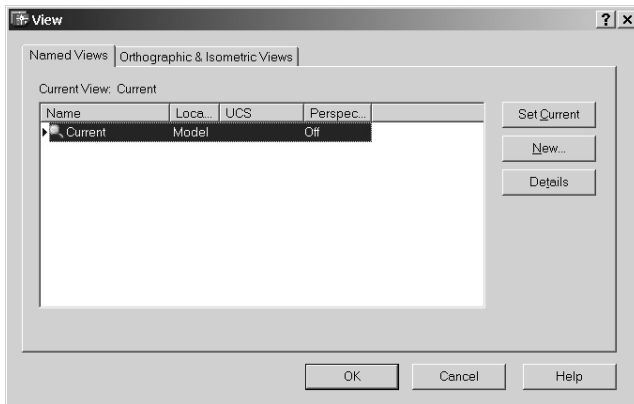 View
? x
Named Views Orthographic & Isometric Views
Current View: Current
Name Loca... UCS Perspec...
Current Model Off
Set Current
New...
Details
OK Cancel Help